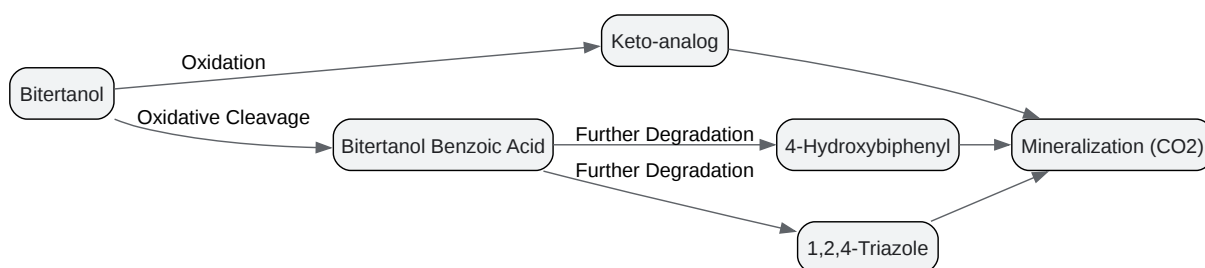 Keto-analog
Oxidation
Bitertanol
Oxidative Cleavage
Bitertanol Benzoic Acid
Further Degradation
4-Hydroxybiphenyl
Mineralization (CO2)
Further Degradation
1,2,4-Triazole